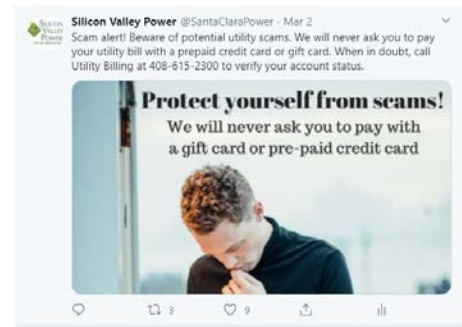 Silicon Valley Power @SantaClaraPower · Mar 2
Scam alert! Beware of potential utility scams. We will never ask you to pay
your utility bill with a prepaid credit card or gift card. When in doubt, call
Utility Billing at 408-615-2300 to verify your account status.
SILICON
VALLEY
POWER
Protect yourself from scams!
We will never ask you to pay with
a gift card or pre-paid credit card
3
9